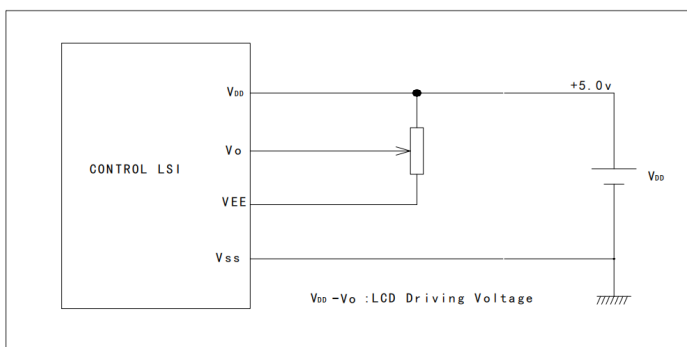 +5.0v
VDD
Vo
CONTROL LSI
VDD
VEE
Vss
VDD-Vo :LCD Driving Voltage